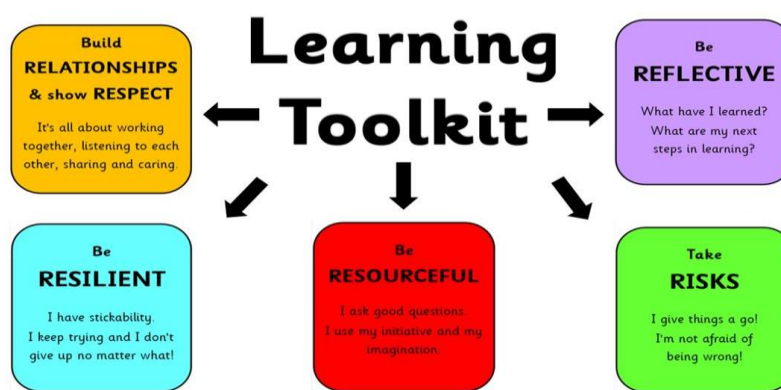 Learning
Toolkit
Build
RELATIONSHIPS
& show RESPECT
It's all about working
together, listening to each
other, sharing and caring.
Be
REFLECTIVE
What have I learned?
What are my next
steps in learning?
Be
RESILIENT
I have stickability.
I keep trying and I don't
give up no matter what!
Be
RESOURCEFUL
I ask good questions.
I use my initiative and my
imagination.
Take
RISKS
I give things a go!
I'm not afraid of
being wrong!